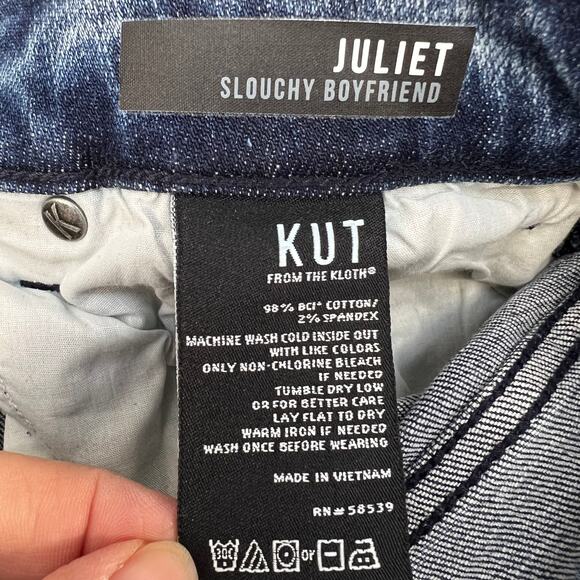 JULIET
SLOUCHY BOYFRIEND
K
KUT
FROM THE KLOTH®
98% BCI* COTTON/
2% SPANDEX
MACHINE WASH COLD INSIDE OUT
WITH LIKE COLORS
ONLY NON-CHLORINE BLEACH
IF NEEDED
TUMBLE DRY LOW
OR FOR BETTER CARE
LAY FLAT TO DRY
WARM IRON IF NEEDED
WASH ONCE BEFORE WEARING
MADE IN VIETNAM
RN#58539
30C or